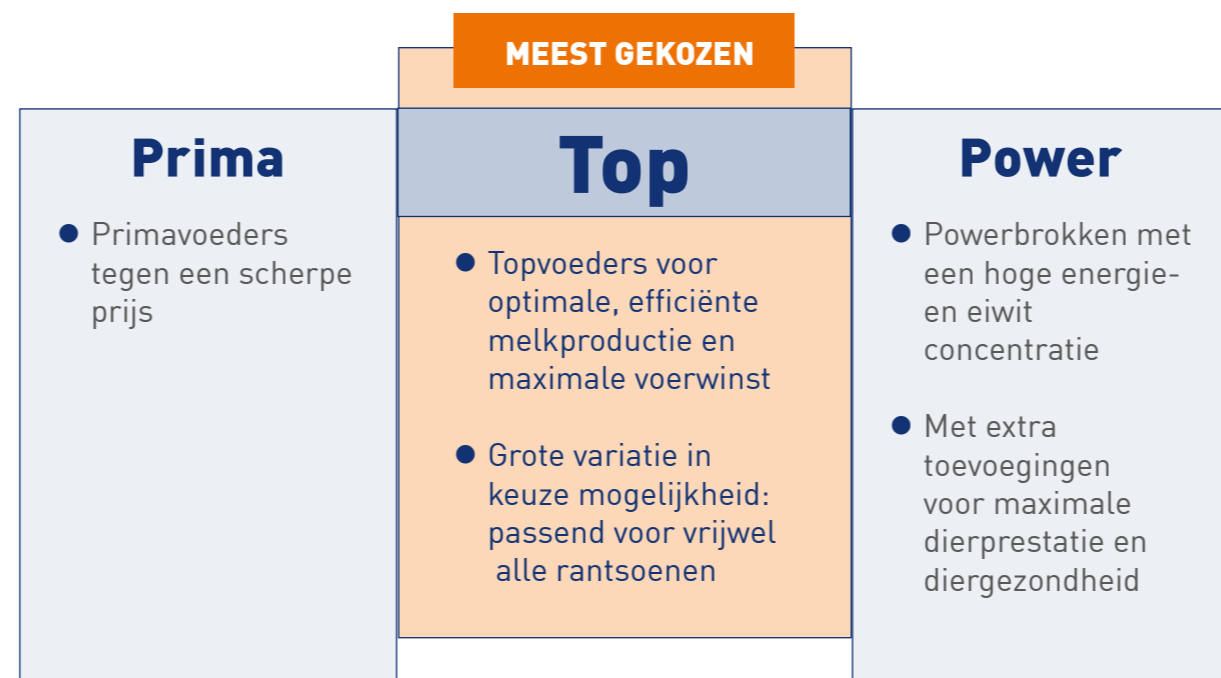 MEEST GEKOZEN
Prima
● Primavoeders
tegen een scherpe
prijs
Top
● Topvoeders voor
optimale, efficiënte
melkproductie en
maximale voerwinst
● Grote variatie in
keuze mogelijkheid:
passend voor vrijwel
alle rantsoenen
Power
● Powerbrokken met
een hoge energie-
en eiwit
concentratie
● Met extra
toevoegingen
voor maximale
dierprestatie en
diergezondheid